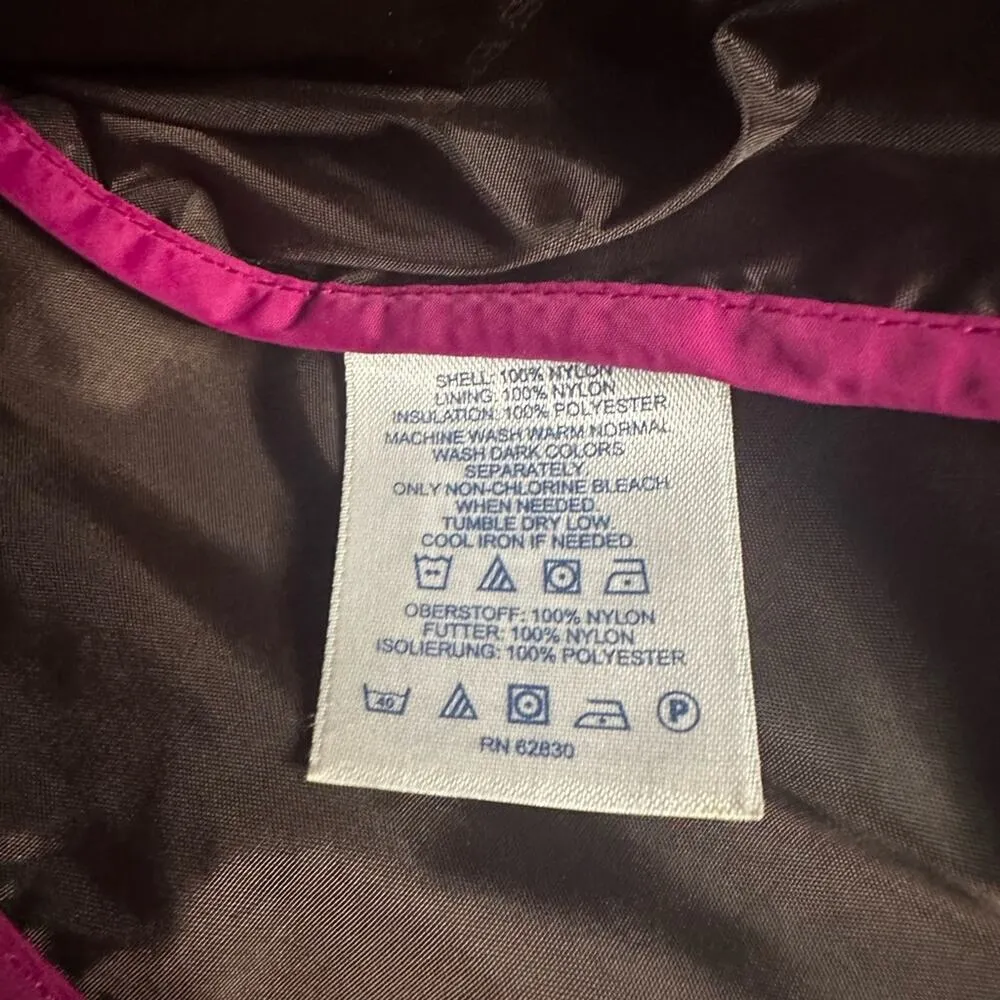 SHELL: 100% NYLON
LINING: 100% NYLON
INSULATION: 100% POLYESTER
MACHINE WASH WARM NORMAL
WASH DARK COLORS
SEPARATELY.
ONLY NON-CHLORINE BLEACH
WHEN NEEDED.
TUMBLE DRY LOW.
COOL IRON IF NEEDED.
OBERSTOFF: 100% NYLON
FUTTER: 100% NYLON
ISOLIERUNG: 100% POLYESTER
40 P
RN 62830